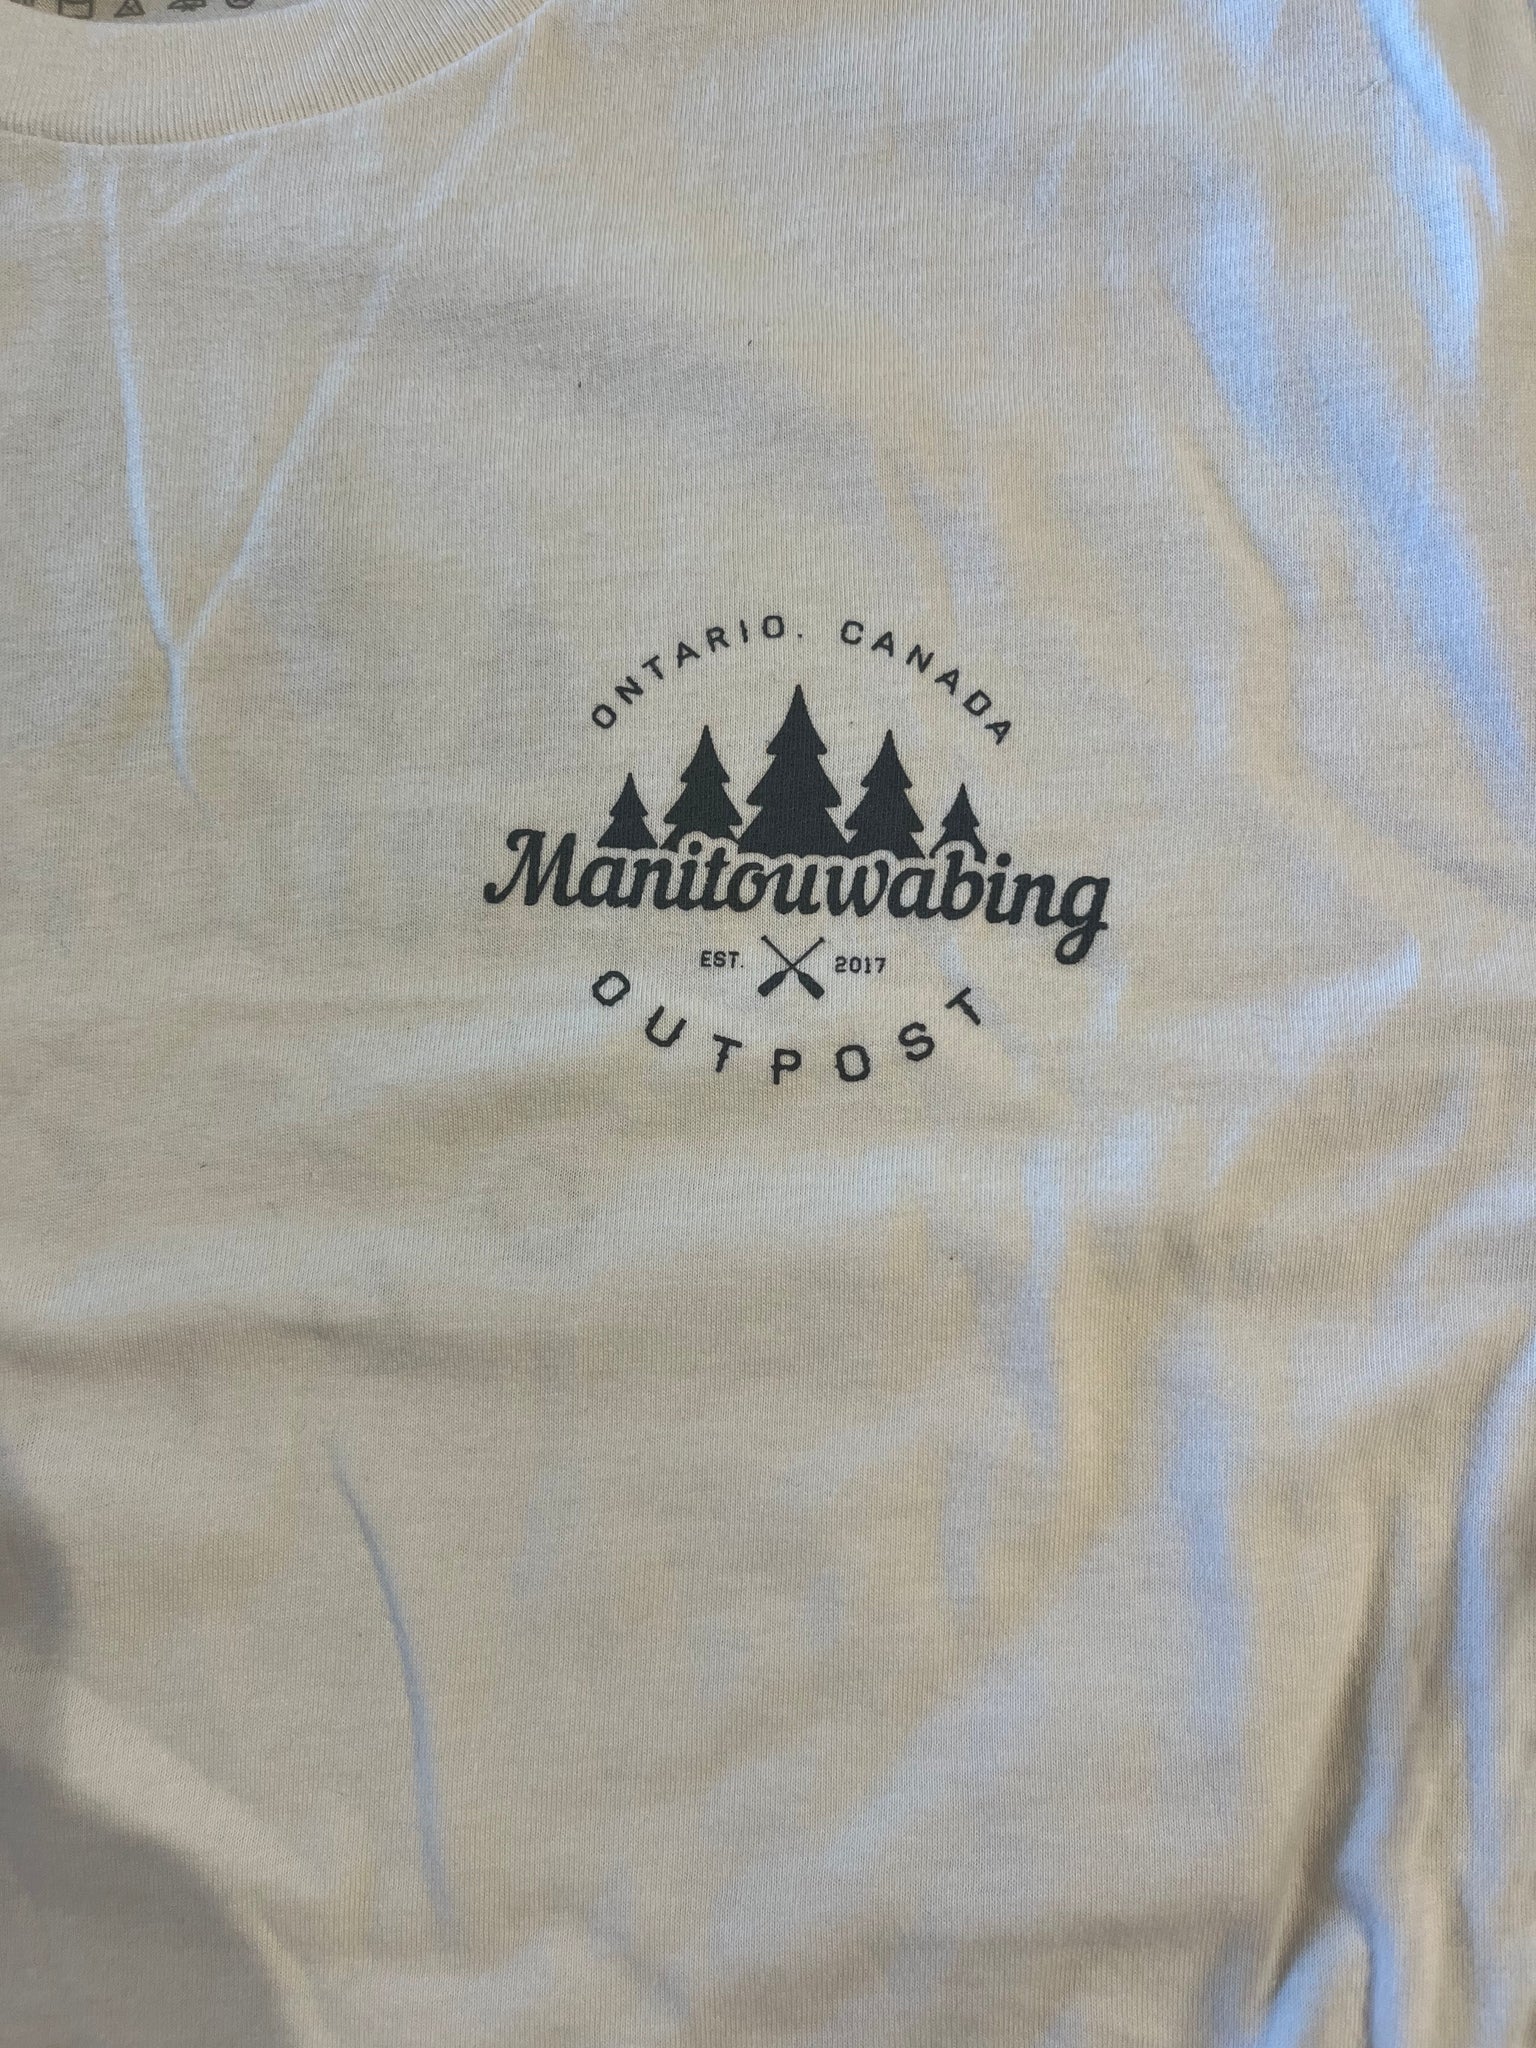 ONTARIO. CANADA
Manitouwabing
EST. 2017
OUTPOST